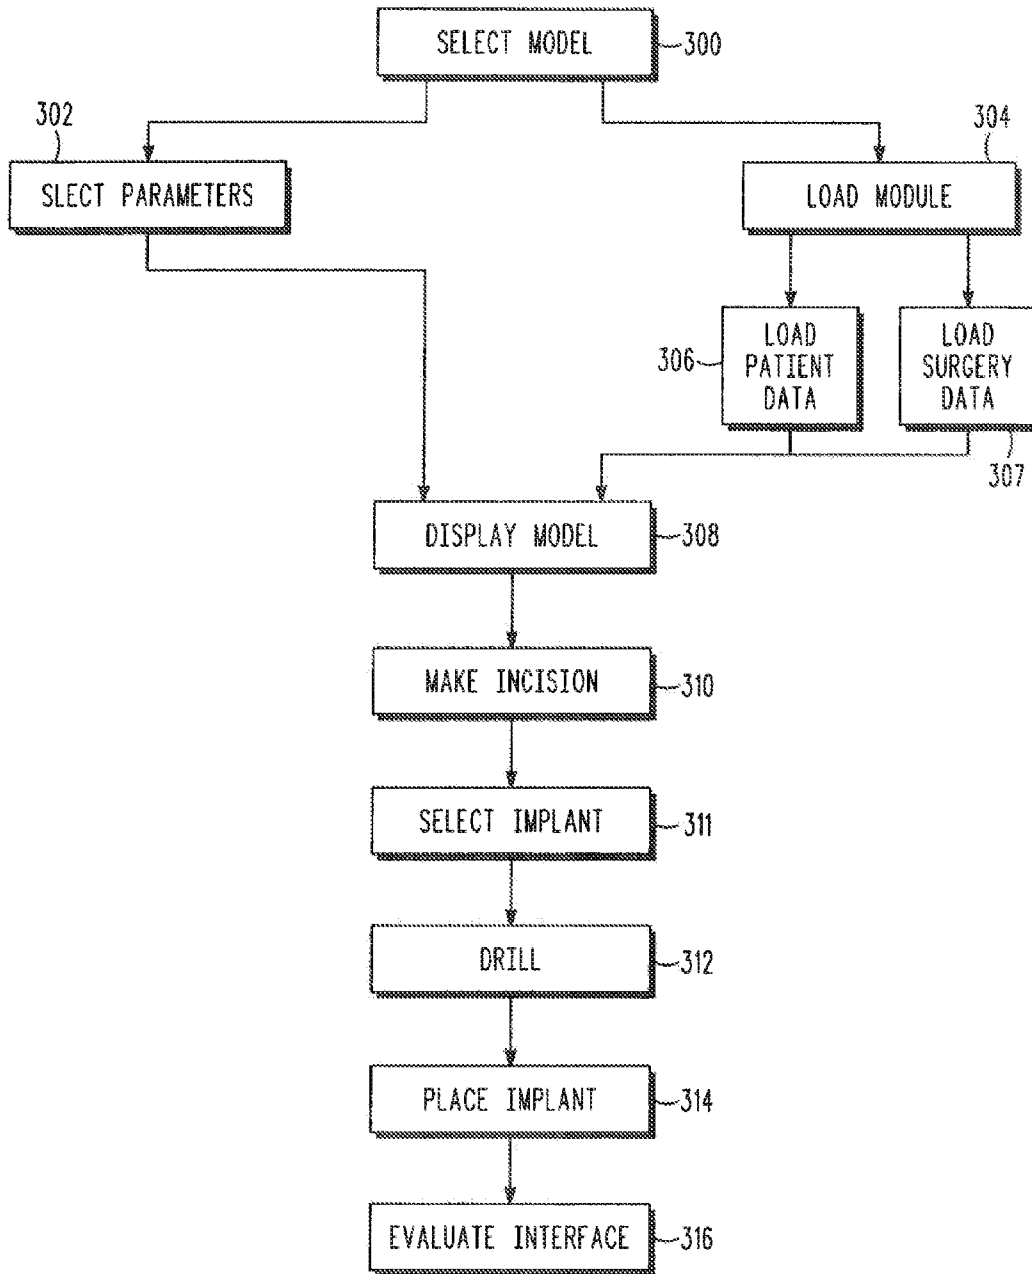 SELECT MODEL
300
302
304
SLECT PARAMETERS
LOAD MODULE
306
LOAD
PATIENT
DATA
LOAD
SURGERY
DATA
307
DISPLAY MODEL
308
MAKE INCISION
310
SELECT IMPLANT
311
DRILL
312
PLACE IMPLANT
314
EVALUATE INTERFACE
316